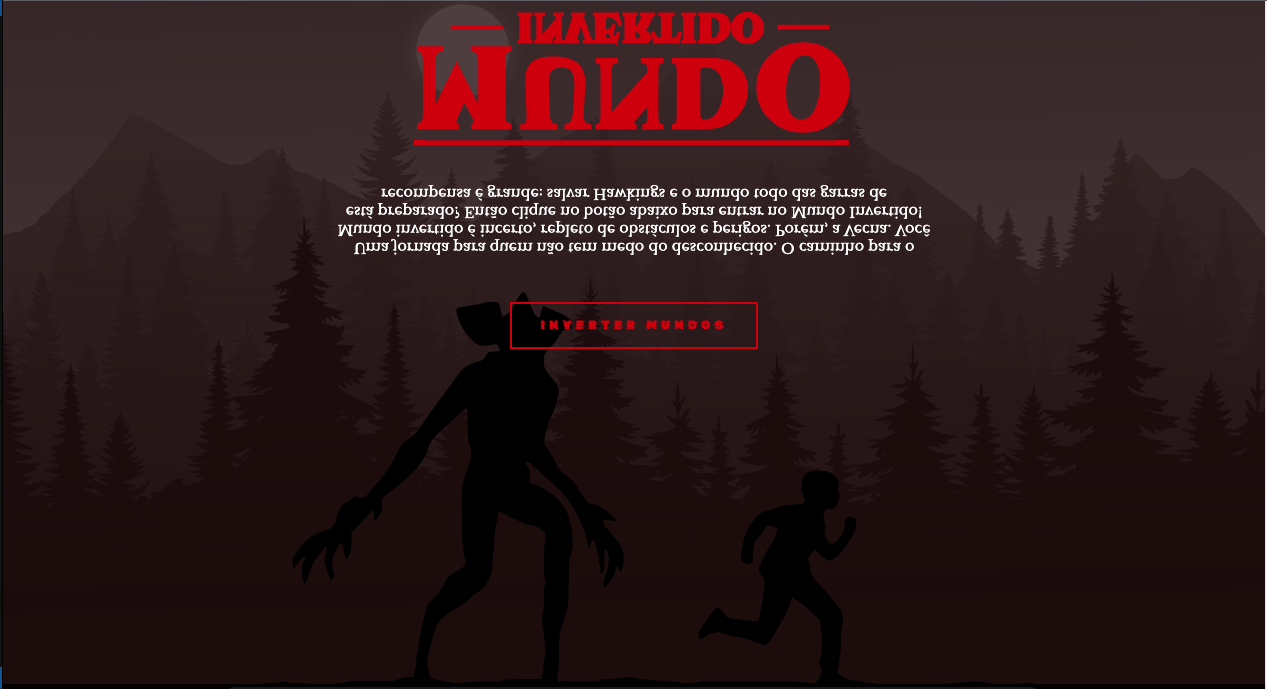 MUNDO
INVERTIDO
Uma jornada para quem não tem medo do desconhecido. O caminho para o
Mundo invertido é incerto, repleto de obstáculos e perigos. Porém, a Vecna. Você
está preparado? Então clique no botão abaixo para entrar no Mundo Invertido!
recompensa é grande: salvar Hawkings e o mundo todo das garras de
INVERTER MUNDOS